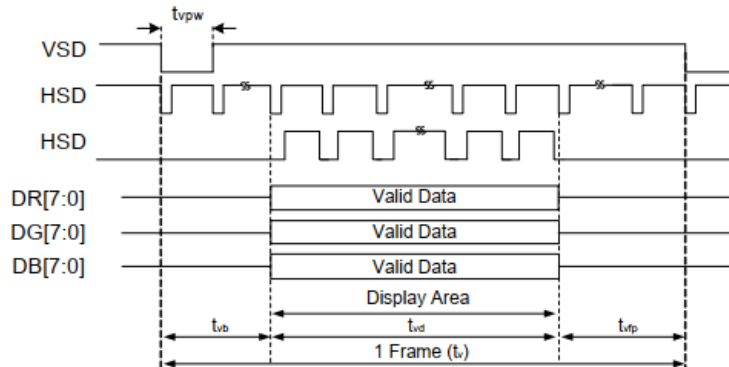 tvpw
VSD
HSD
HSD
DR[7:0] Valid Data
DG[7:0] Valid Data
DB[7:0] Valid Data
Display Area
tvb tvd tvfp
1 Frame (tv)